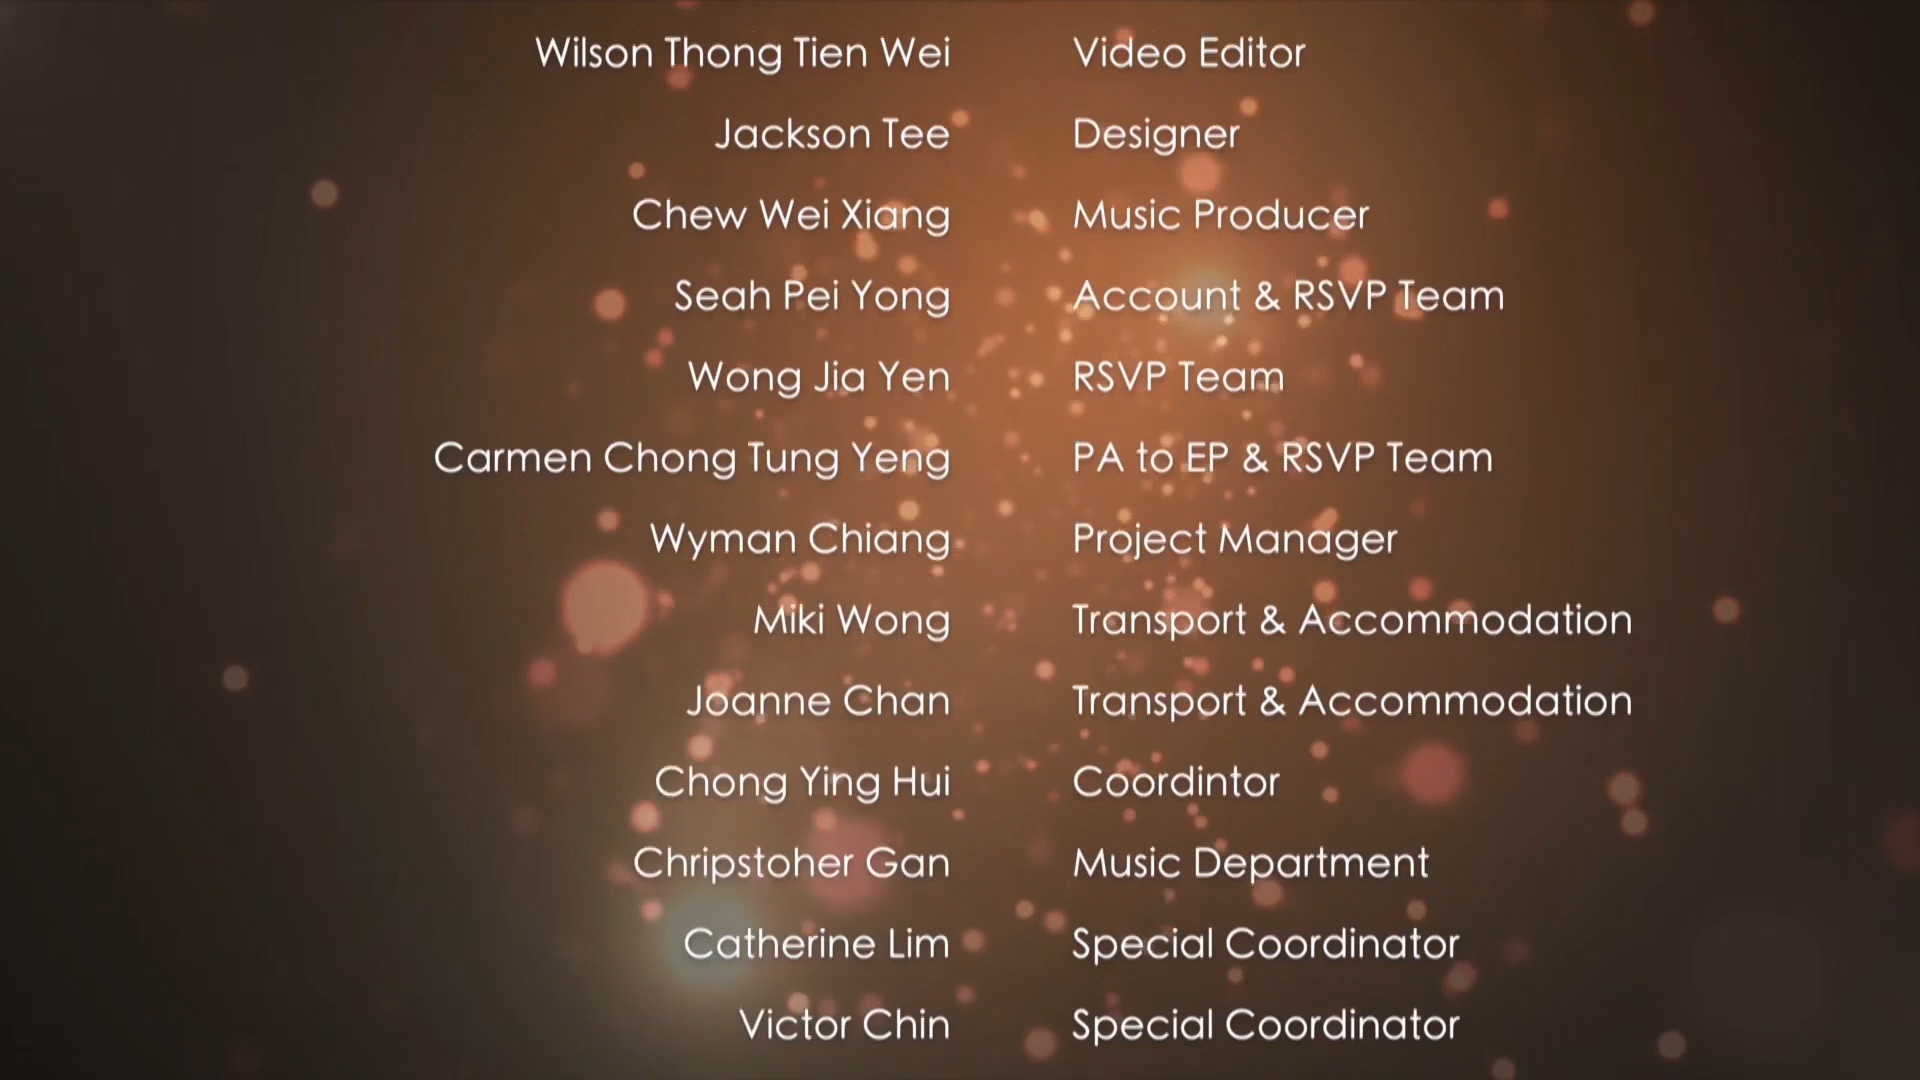 Wilson Thong Tien Wei Video Editor
Jackson Tee Designer
Chew Wei Xiang Music Producer
Seah Pei Yong Account & RSVP Team
Wong Jia Yen RSVP Team
Carmen Chong Tung Yeng PA to EP & RSVP Team
Wyman Chiang Project Manager
Miki Wong Transport & Accommodation
Joanne Chan Transport & Accommodation
Chong Ying Hui Coordintor
Chripstoher Gan Music Department
Catherine Lim Special Coordinator
Victor Chin Special Coordinator